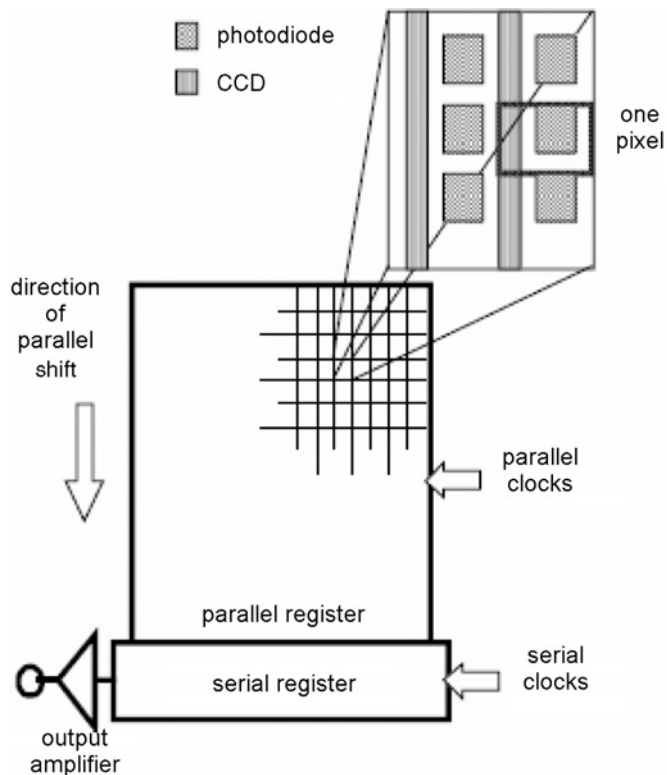 photodiode
CCD
one
pixel
direction
of
parallel
shift
parallel
clocks
parallel register
serial register
serial
clocks
output
amplifier